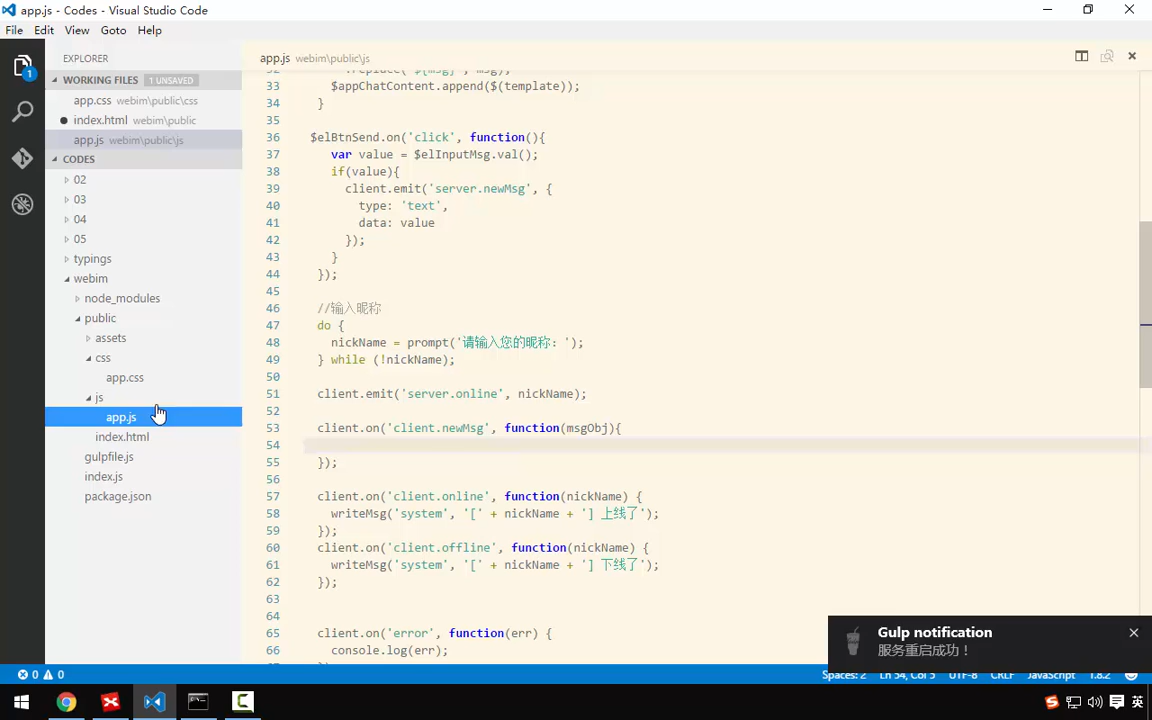 app.js - Codes - Visual Studio Code
File Edit View Goto Help
EXPLORER
WORKING FILES 1 UNSAVED
app.css webim\public\css
index.html webim\public
app.js webim\public\js
CODES
02
03
04
05
typings
webim
node_modules
public
assets
css
app.css
js
app.js
index.html
gulpfile.js
index.js
package.json
1
app.js webim\public\js
33 $appChatContent.append($(template));
34 }
35
36 $elBtnSend.on('click', function(){
37 var value = $elInputMsg.val();
38 if(value){
39 client.emit('server.newMsg', {
40 type: 'text',
41 data: value
42 });
43 }
44 });
45
46 //输入昵称
47 do {
48 nickName = prompt('请输入您的昵称：');
49 } while (!nickName);
50
51 client.emit('server.online', nickName);
52
53 client.on('client.newMsg', function(msgObj){
54
55 });
56
57 client.on('client.online', function(nickName) {
58 writeMsg('system', '[' + nickName + '] 上线了');
59 });
60 client.on('client.offline', function(nickName) {
61 writeMsg('system', '[' + nickName + '] 下线了');
62 });
63
64
65 client.on('error', function(err) {
66 console.log(err);
Gulp notification
服务重启成功！
0 0
Spaces: 2 Ln 54, Col 5 UTF-8 CRLF JavaScript 1.8.2
英